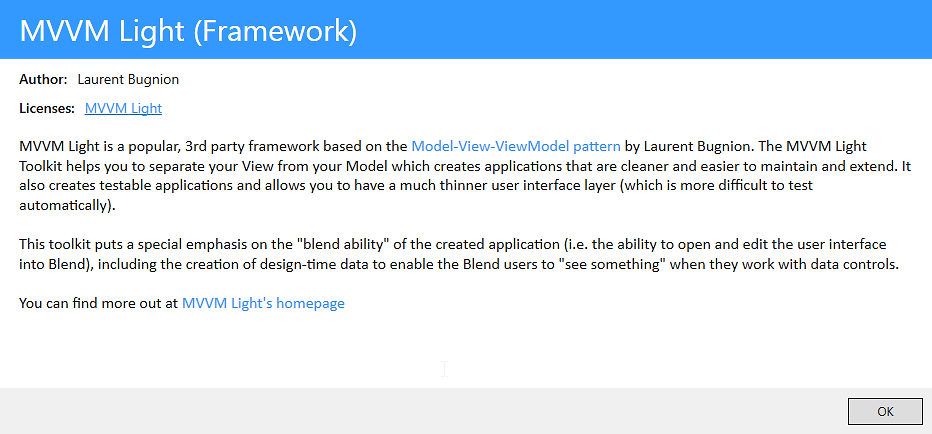 MVVM Light (Framework)
Author: Laurent Bugnion
Licenses: MVVM Light
MVVM Light is a popular, 3rd party framework based on the Model-View-ViewModel pattern by Laurent Bugnion. The MVVM Light
Toolkit helps you to separate your View from your Model which creates applications that are cleaner and easier to maintain and extend. It
also creates testable applications and allows you to have a much thinner user interface layer (which is more difficult to test
automatically).
This toolkit puts a special emphasis on the "blend ability" of the created application (i.e. the ability to open and edit the user interface
into Blend), including the creation of design-time data to enable the Blend users to "see something" when they work with data controls.
You can find more out at MVVM Light's homepage
OK